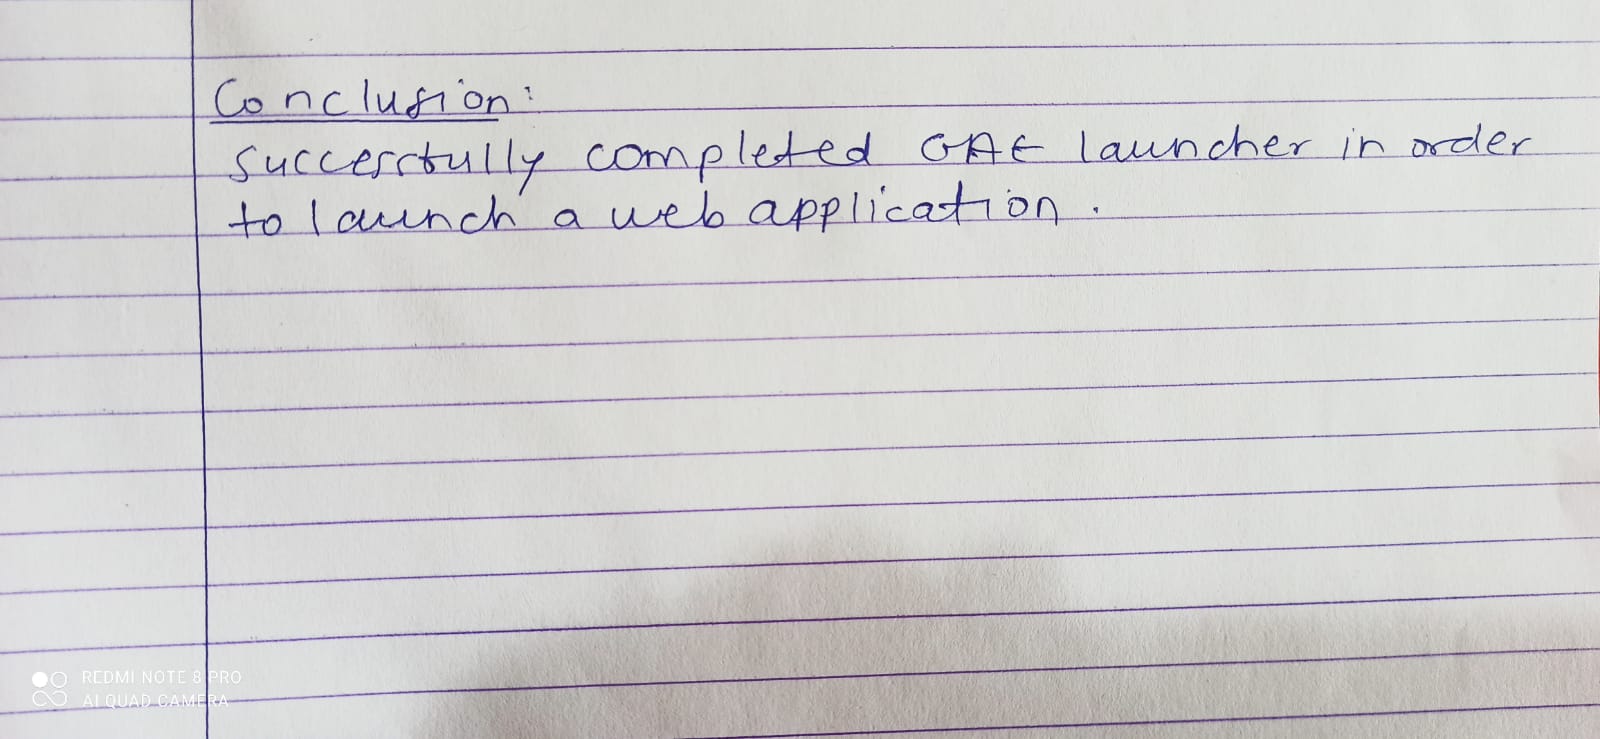 Conclusion:
Successfully completed GAE launcher in order
to launch a web application.
REDMI NOTE 8 PRO
AI QUAD CAMERA